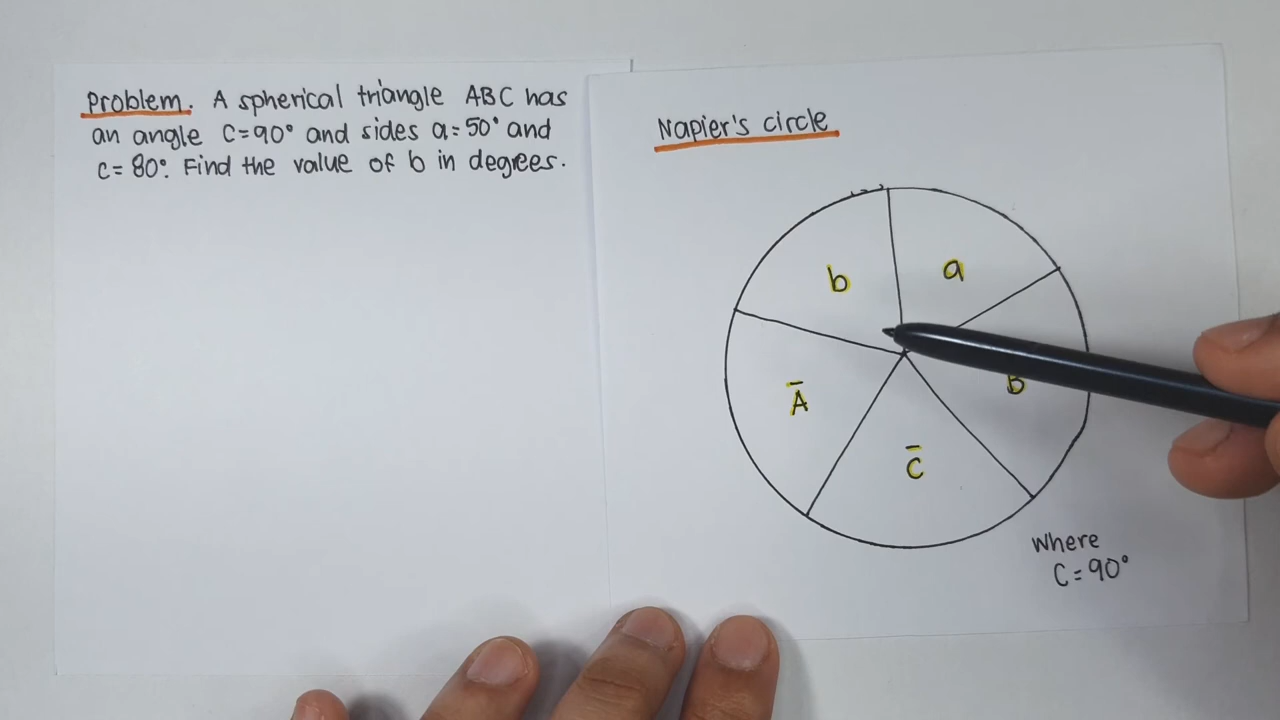 Problem. A spherical triangle ABC has
an angle C=90° and sides a=50° and
c=80°. Find the value of b in degrees.
Napier's circle
b
a
A̅
B
c̅
Where
C=90°